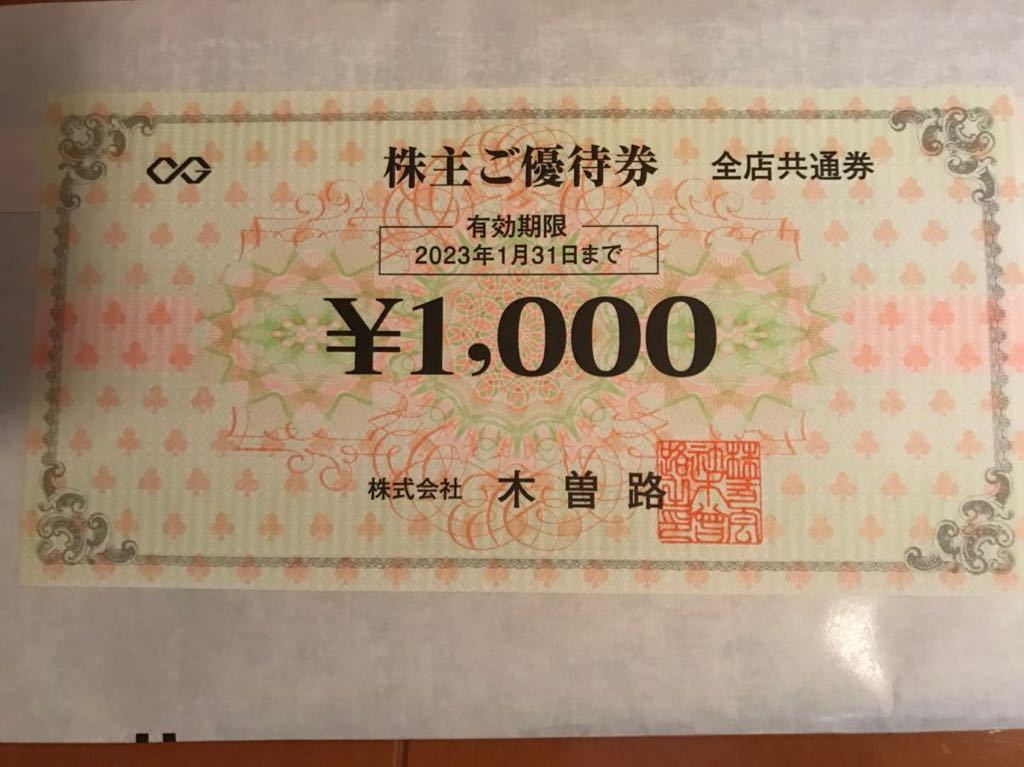 株主ご優待券 全店共通券
有効期限
2023年1月31日まで
¥1,000
株式会社 木曽路